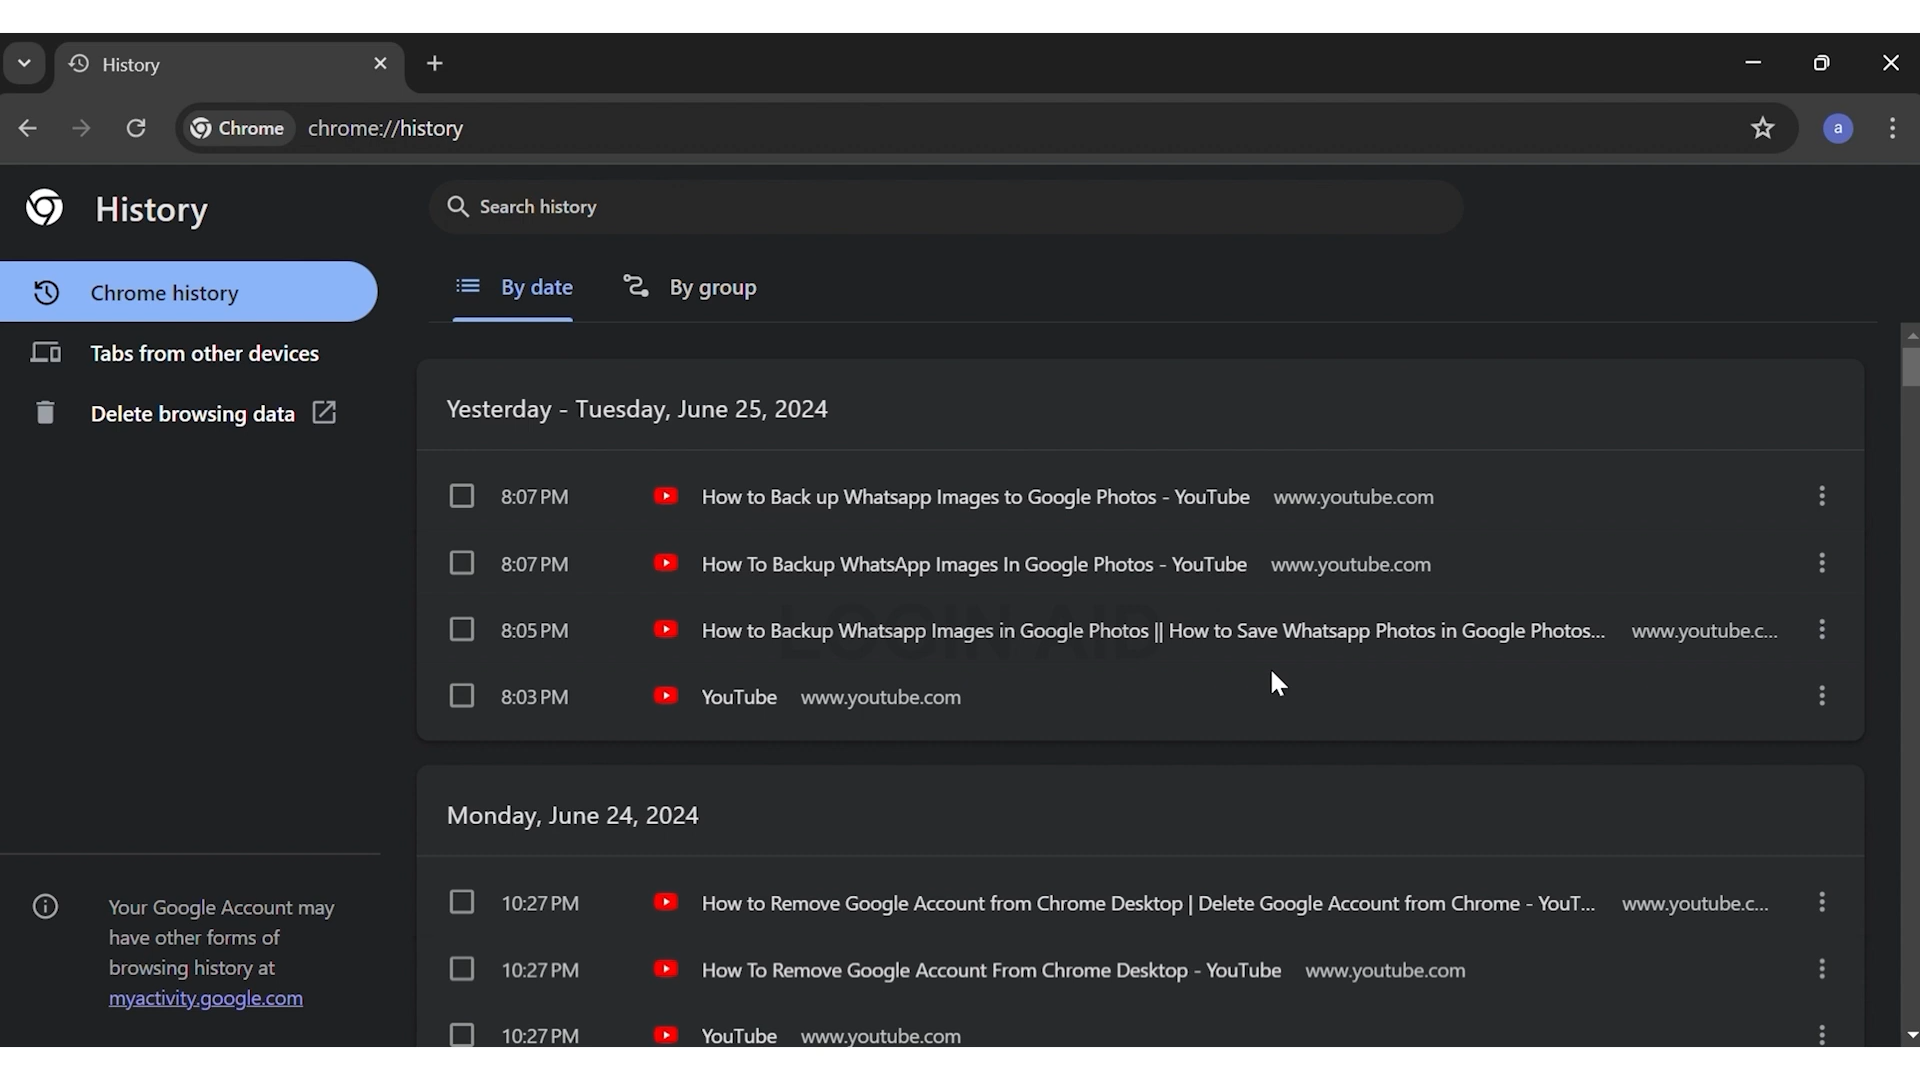 History
Chrome chrome://history
a
History
Search history
Chrome history
Tabs from other devices
Delete browsing data
By date By group
Yesterday - Tuesday, June 25, 2024
8:07 PM How to Back up Whatsapp Images to Google Photos - YouTube www.youtube.com
8:07 PM How To Backup WhatsApp Images In Google Photos - YouTube www.youtube.com
8:05 PM How to Backup Whatsapp Images in Google Photos || How to Save Whatsapp Photos in Google Photos... www.youtube.c...
LOGIN AID
8:03 PM YouTube www.youtube.com
Monday, June 24, 2024
10:27 PM How to Remove Google Account from Chrome Desktop | Delete Google Account from Chrome - YouT... www.youtube.c...
10:27 PM How To Remove Google Account From Chrome Desktop - YouTube www.youtube.com
10:27 PM YouTube www.youtube.com
Your Google Account may
have other forms of
browsing history at
myactivity.google.com